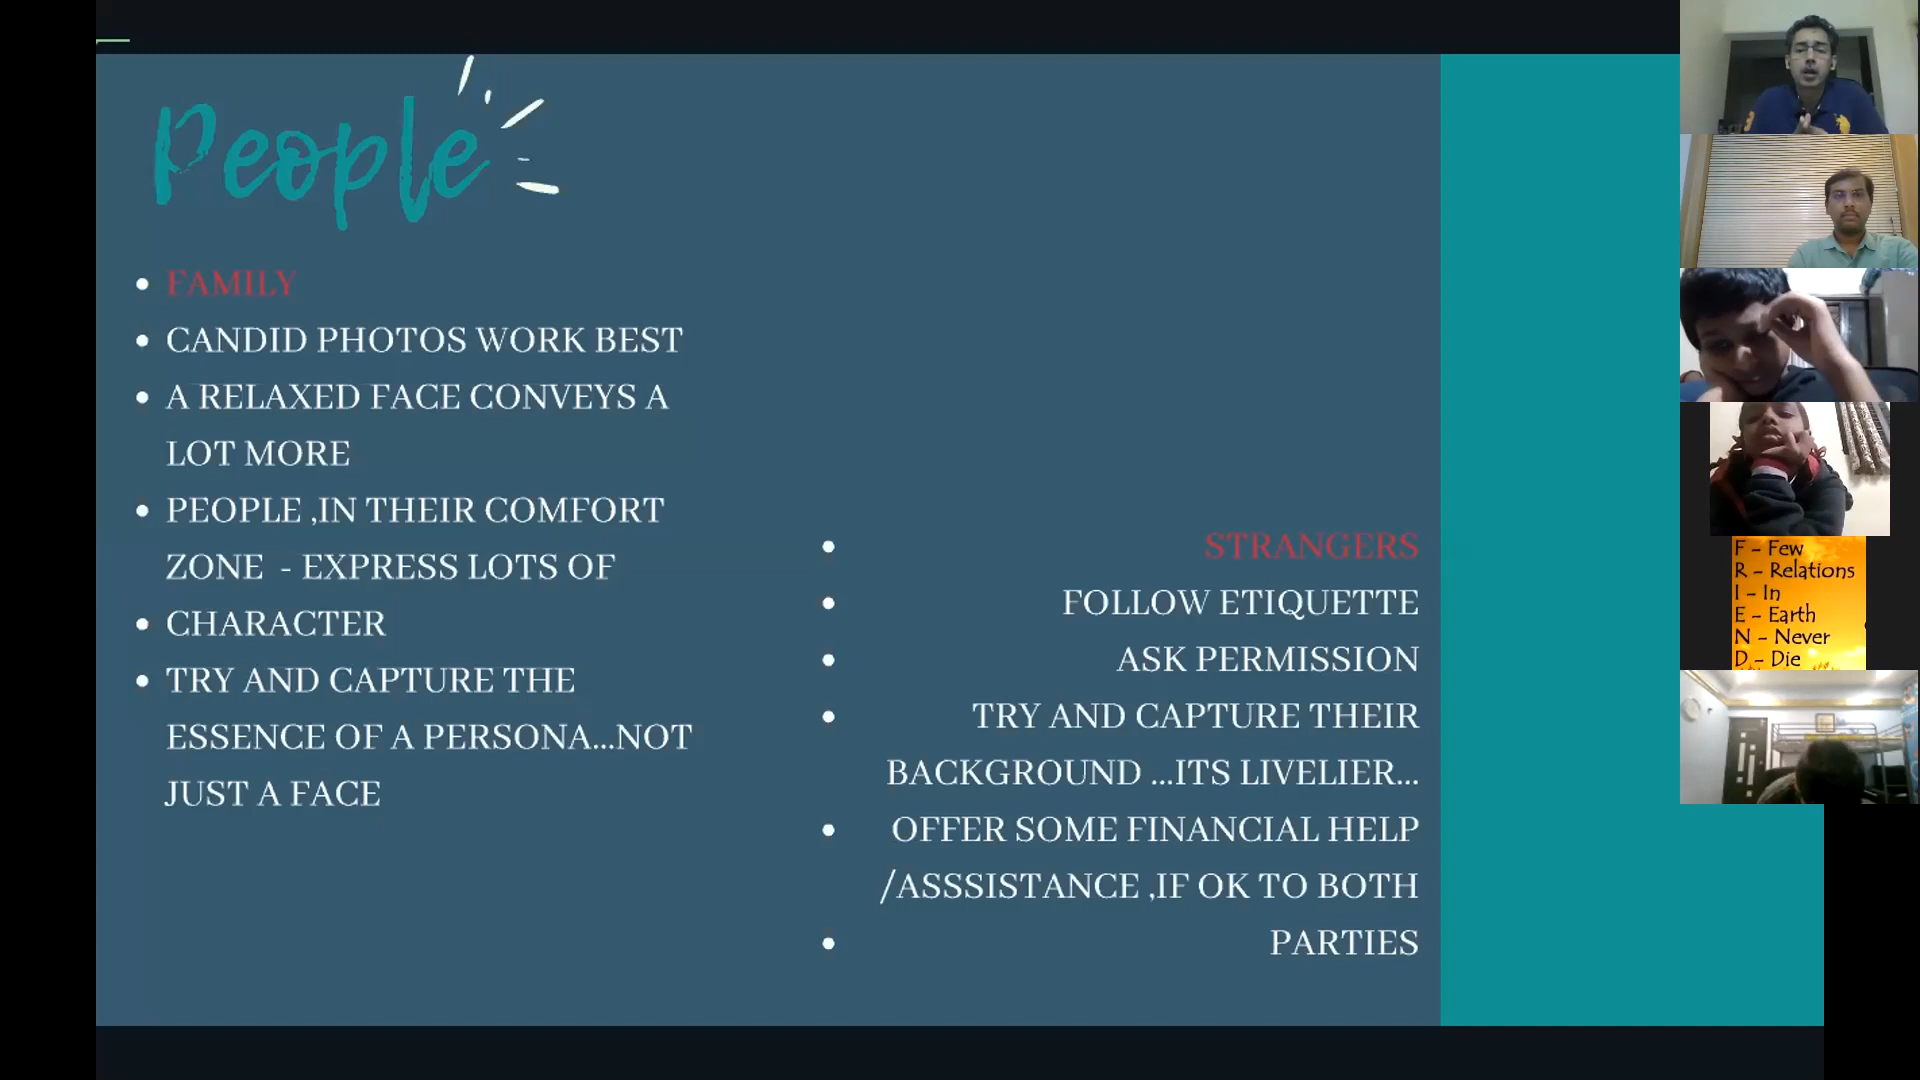 People
FAMILY
CANDID PHOTOS WORK BEST
A RELAXED FACE CONVEYS A
LOT MORE
PEOPLE ,IN THEIR COMFORT
ZONE - EXPRESS LOTS OF
CHARACTER
TRY AND CAPTURE THE
ESSENCE OF A PERSONA...NOT
JUST A FACE
STRANGERS
FOLLOW ETIQUETTE
ASK PERMISSION
TRY AND CAPTURE THEIR
BACKGROUND ...ITS LIVELIER...
OFFER SOME FINANCIAL HELP
/ASSSISTANCE ,IF OK TO BOTH
PARTIES
F - Few
R - Relations
I - In
E - Earth
N - Never
D - Die